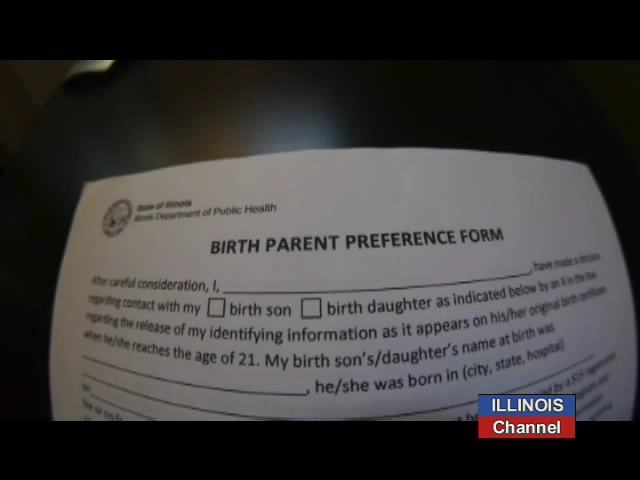 State of Illinois
Illinois Department of Public Health
BIRTH PARENT PREFERENCE FORM
After careful consideration, I, , have made a decision
regarding contact with my birth son birth daughter as indicated below by an X in the box
regarding the release of my identifying information as it appears on his/her original birth certificate
when he/she reaches the age of 21. My birth son's/daughter's name at birth was
, he/she was born in (city, state, hospital)
on by a $15 registration
ILLINOIS
Channel